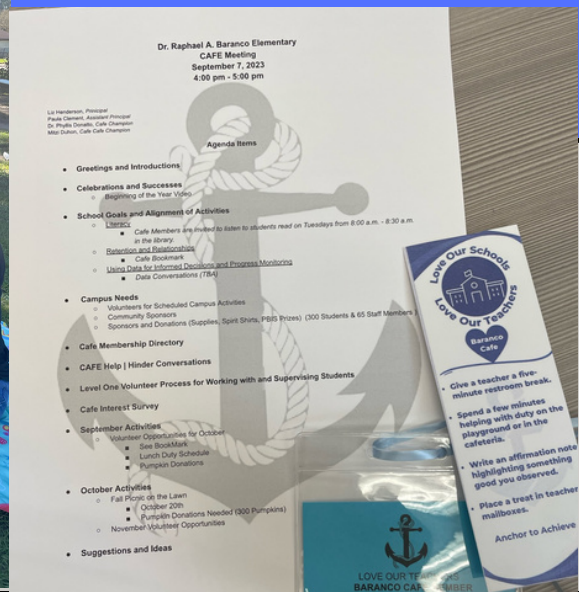 Dr. Raphael A. Baranco Elementary
CAFE Meeting
September 7, 2023
4:00 pm - 5:00 pm
Liz Henderson, Principal
Paula Clement, Assistant Principal
Dr. Phyllis Donatto, Cafe Champion
Mitzi Duhon, Cafe Cafe Champion
Agenda Items
Greetings and Introductions
Celebrations and Successes
Beginning of the Year Video
School Goals and Alignment of Activities
Literacy
Cafe Members are invited to listen to students read on Tuesdays from 8:00 a.m. - 8:30 a.m.
in the library.
Retention and Relationships
Cafe Bookmark
Using Data for Informed Decisions and Progress Monitoring
Data Conversations (TBA)
Campus Needs
Volunteers for Scheduled Campus Activities
Community Sponsors
Sponsors and Donations (Supplies, Spirit Shirts, PBIS Prizes) (300 Students & 65 Staff Members
Cafe Membership Directory
CAFE Help | Hinder Conversations
Level One Volunteer Process for Working with and Supervising Students
Cafe Interest Survey
September Activities
Volunteer Opportunities for October
See BookMark
Lunch Duty Schedule
Pumpkin Donations
October Activities
Fall Picnic on the Lawn
October 20th
Pumpkin Donations Needed (300 Pumpkins)
November Volunteer Opportunities
Suggestions and Ideas
Love Our Schools
Love Our Teachers
Baranco
Cafe
Give a teacher a five-
minute restroom break.
Spend a few minutes
helping with duty on the
playground or in the
cafeteria.
Write an affirmation note
highlighting something
good you observed.
Place a treat in teacher
mailboxes.
Anchor to Achieve
LOVE OUR TEACHERS
BARANCO CAFE MEMBER